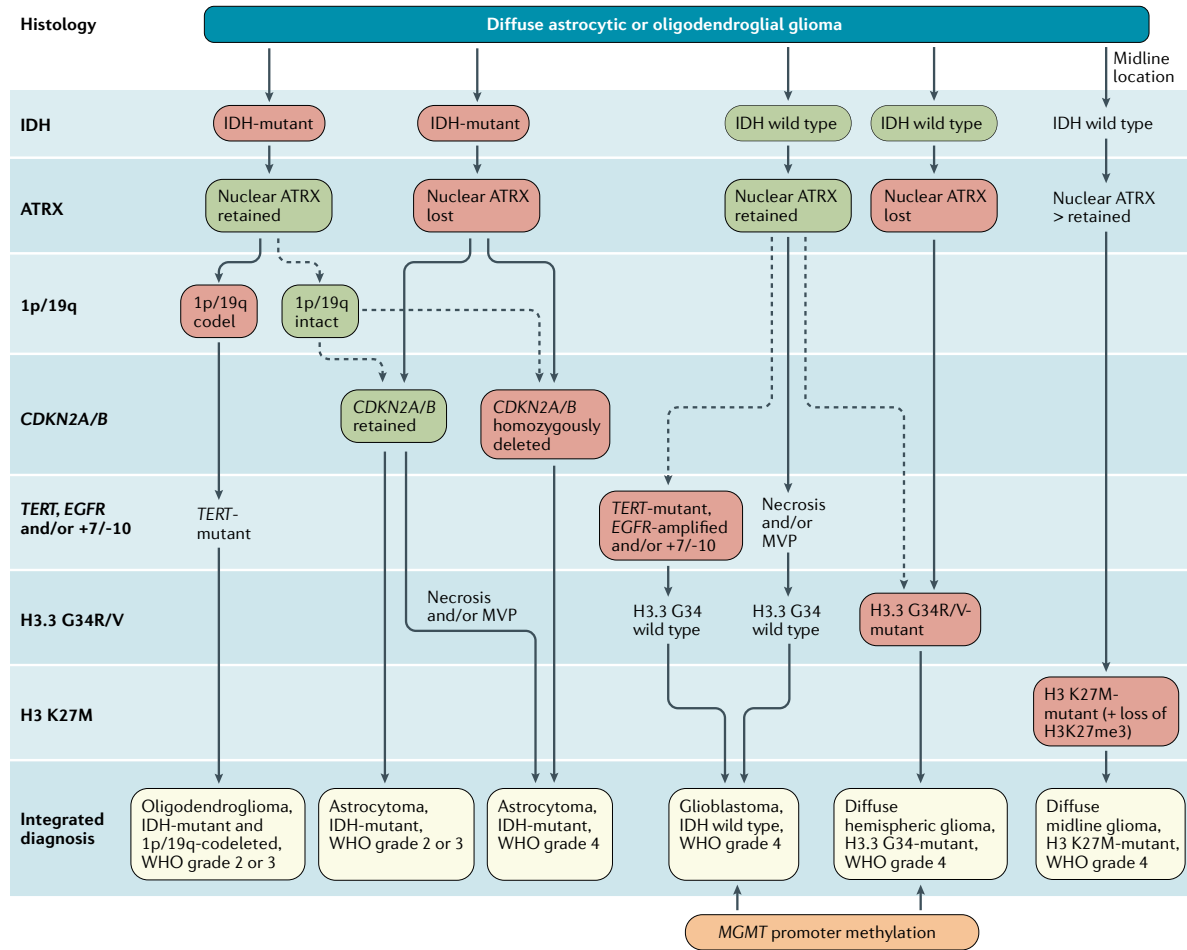 Histology
Diffuse astrocytic or oligodendroglial glioma
Midline
location
IDH
IDH-mutant
IDH-mutant
IDH wild type
IDH wild type
IDH wild type
ATRX
Nuclear ATRX
retained
Nuclear ATRX
lost
Nuclear ATRX
retained
Nuclear ATRX
lost
Nuclear ATRX
> retained
1p/19q
1p/19q
codel
1p/19q
intact
CDKN2A/B
CDKN2A/B
retained
CDKN2A/B
homozygously
deleted
TERT, EGFR
and/or +7/-10
TERT-
mutant
TERT-mutant,
EGFR-amplified
and/or +7/-10
Necrosis
and/or
MVP
H3.3 G34R/V
Necrosis
and/or MVP
H3.3 G34
wild type
H3.3 G34
wild type
H3.3 G34R/V-
mutant
H3 K27M
H3 K27M-
mutant (+ loss of
H3K27me3)
Integrated
diagnosis
Oligodendroglioma,
IDH-mutant and
1p/19q-codeleted,
WHO grade 2 or 3
Astrocytoma,
IDH-mutant,
WHO grade 2 or 3
Astrocytoma,
IDH-mutant,
WHO grade 4
Glioblastoma,
IDH wild type,
WHO grade 4
Diffuse
hemispheric glioma,
H3.3 G34-mutant,
WHO grade 4
Diffuse
midline glioma,
H3 K27M-mutant,
WHO grade 4
MGMT promoter methylation